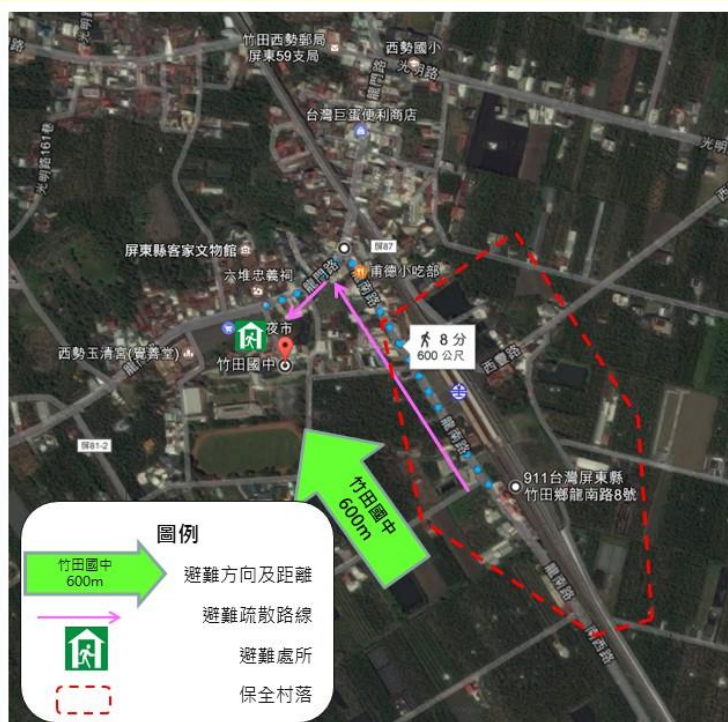 竹田西勢郵局
屏東59支局
西勢國小
光明路
龍門路
台灣巨蛋便利商店
光明路161巷
光明路
屏東縣客家文物館
屏87
六堆忠義祠
龍門路
龍南路
甫德小吃部
夜市
8 分
600 公尺
西豐路
西勢玉清宮(覺善堂)
竹田國中
龍南路
屏81-2
911台灣屏東縣
竹田鄉龍南路8號
竹田國中
600m
龍南路
南西路
圖例
竹田國中
600m
避難方向及距離
避難疏散路線
避難處所
保全村落